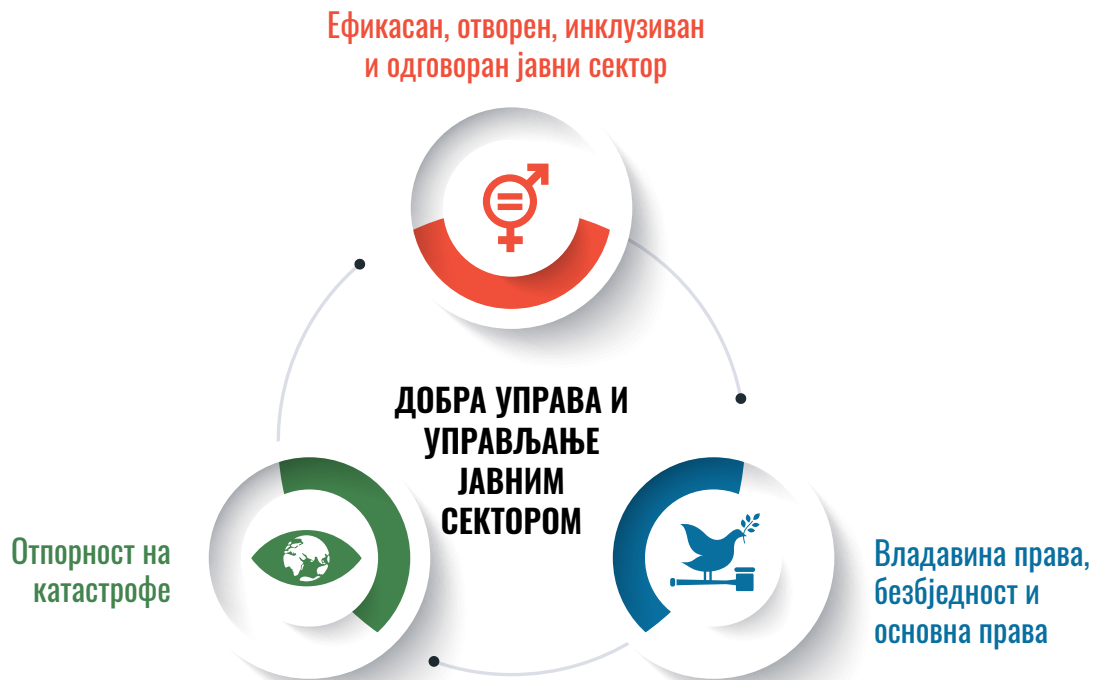 Ефикасан, отворен, инклузиван
и одговоран јавни сектор
ДОБРА УПРАВА И
УПРАВЉАЊЕ
ЈАВНИМ
СЕКТОРОМ
Отпорност на
катастрофе
Владавина права,
безбједност и
основна права